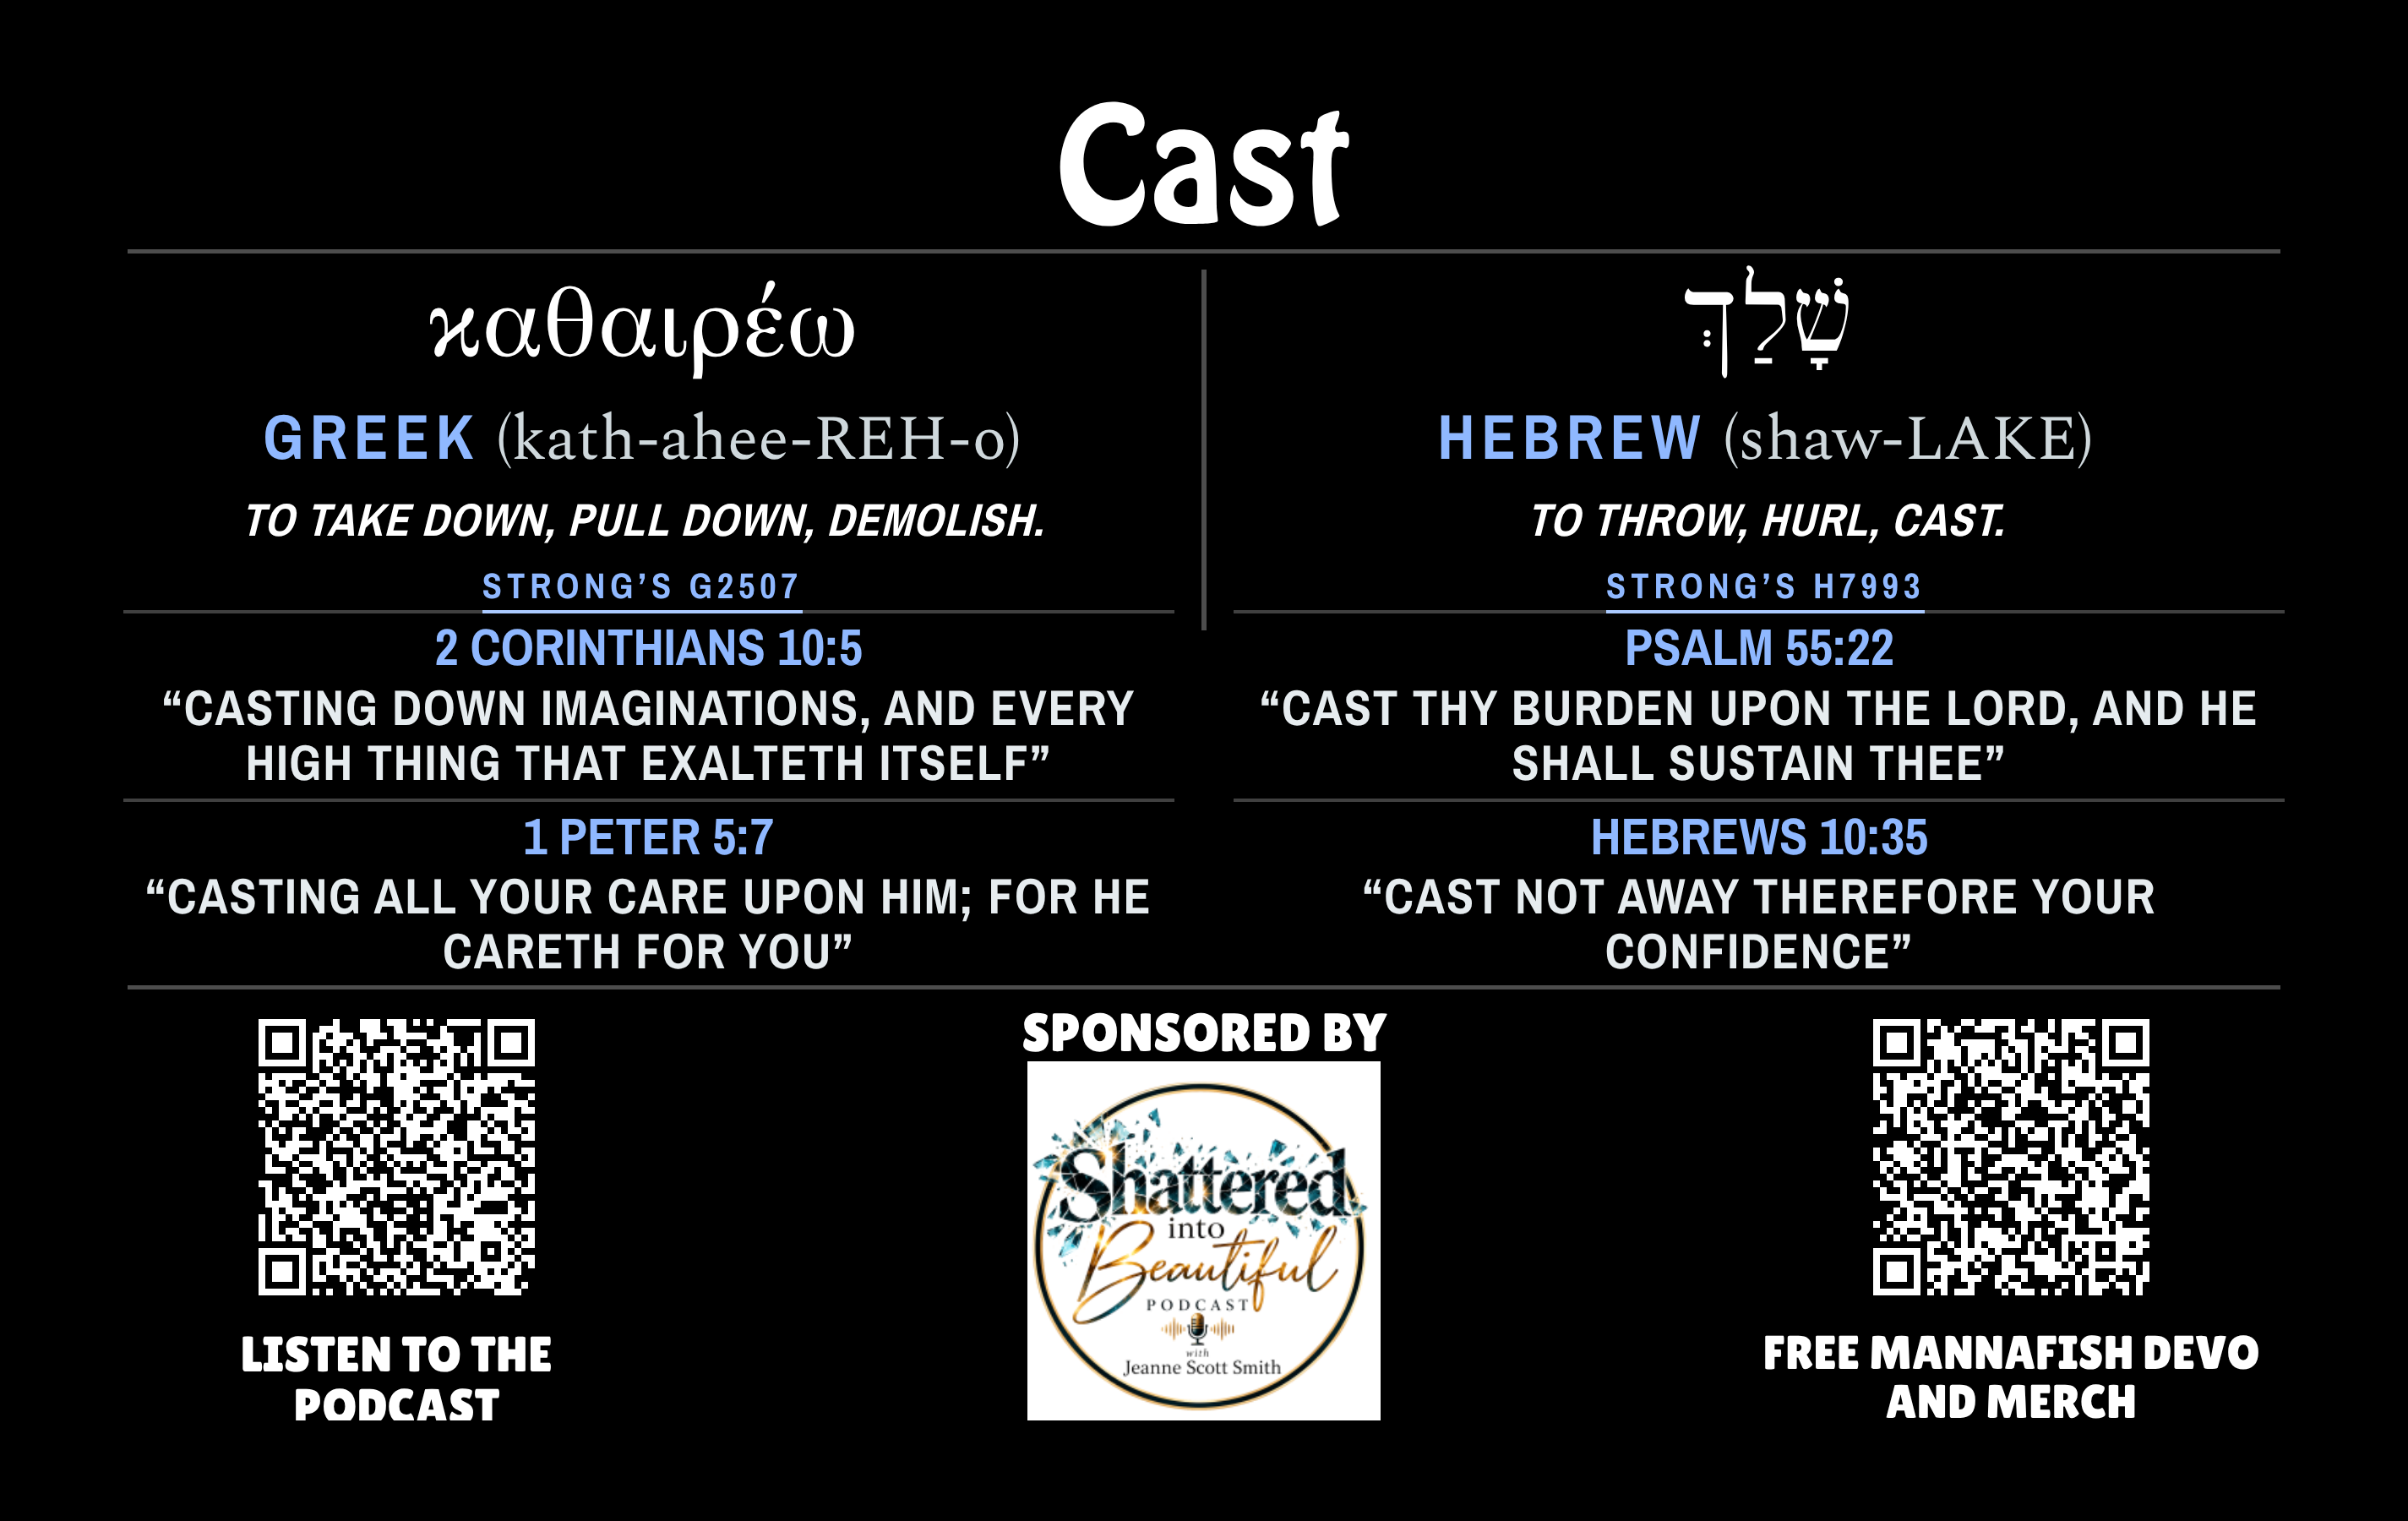 Cast
καθαιρέω
GREEK (kath-ahee-REH-o)
TO TAKE DOWN, PULL DOWN, DEMOLISH.
STRONG’S G2507
שָׁלַךְ
HEBREW (shaw-LAKE)
TO THROW, HURL, CAST.
STRONG’S H7993
2 CORINTHIANS 10:5
“CASTING DOWN IMAGINATIONS, AND EVERY
HIGH THING THAT EXALTETH ITSELF”
PSALM 55:22
“CAST THY BURDEN UPON THE LORD, AND HE
SHALL SUSTAIN THEE”
1 PETER 5:7
“CASTING ALL YOUR CARE UPON HIM; FOR HE
CARETH FOR YOU”
HEBREWS 10:35
“CAST NOT AWAY THEREFORE YOUR
CONFIDENCE”
LISTEN TO THE
PODCAST
SPONSORED BY
Shattered
into
Beautiful
PODCAST
with
Jeanne Scott Smith
FREE MANNAFISH DEVO
AND MERCH